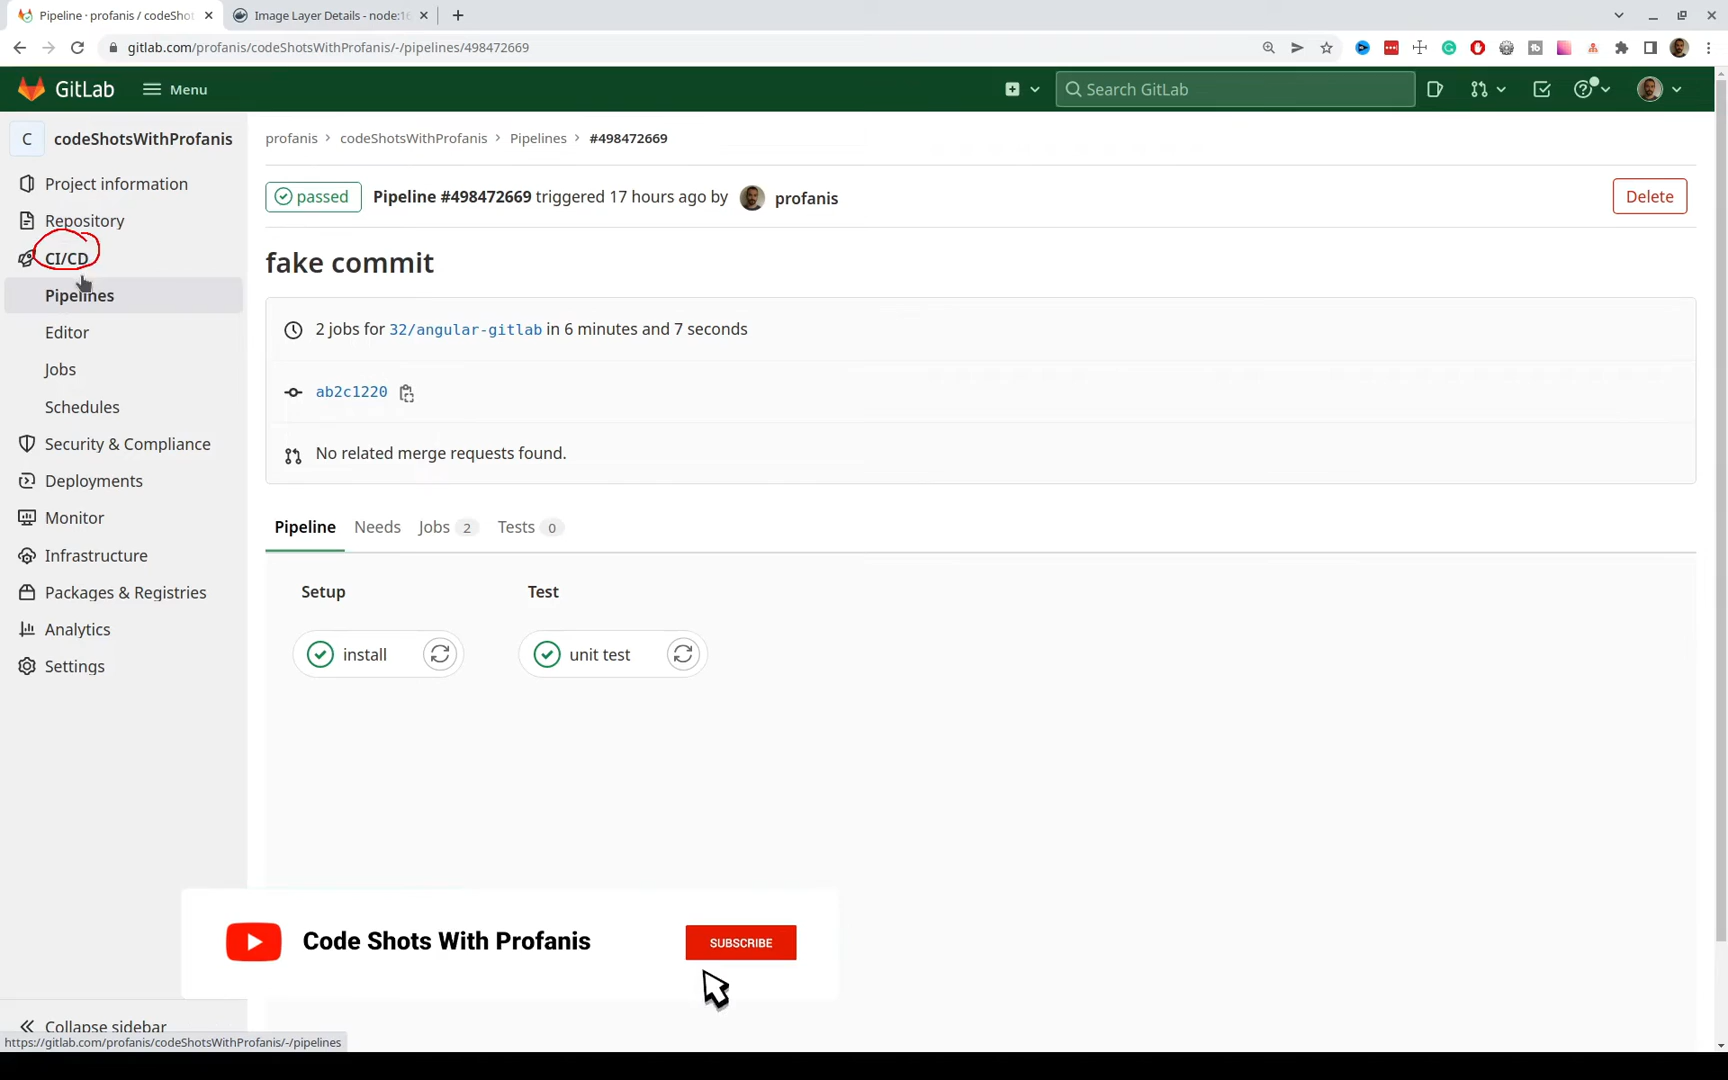 Pipeline · profanis / codeShot
Image Layer Details - node:16
gitlab.com/profanis/codeShotsWithProfanis/-/pipelines/498472669
GitLab
Menu
Search GitLab
C
codeShotsWithProfanis
profanis > codeShotsWithProfanis > Pipelines > #498472669
Project information
Repository
CI/CD
Pipelines
Editor
Jobs
Schedules
Security & Compliance
Deployments
Monitor
Infrastructure
Packages & Registries
Analytics
Settings
Collapse sidebar
passed
Pipeline #498472669 triggered 17 hours ago by profanis
Delete
fake commit
2 jobs for 32/angular-gitlab in 6 minutes and 7 seconds
ab2c1220
No related merge requests found.
Pipeline Needs Jobs 2 Tests 0
Setup Test
install unit test
Code Shots With Profanis
SUBSCRIBE
https://gitlab.com/profanis/codeShotsWithProfanis/-/pipelines